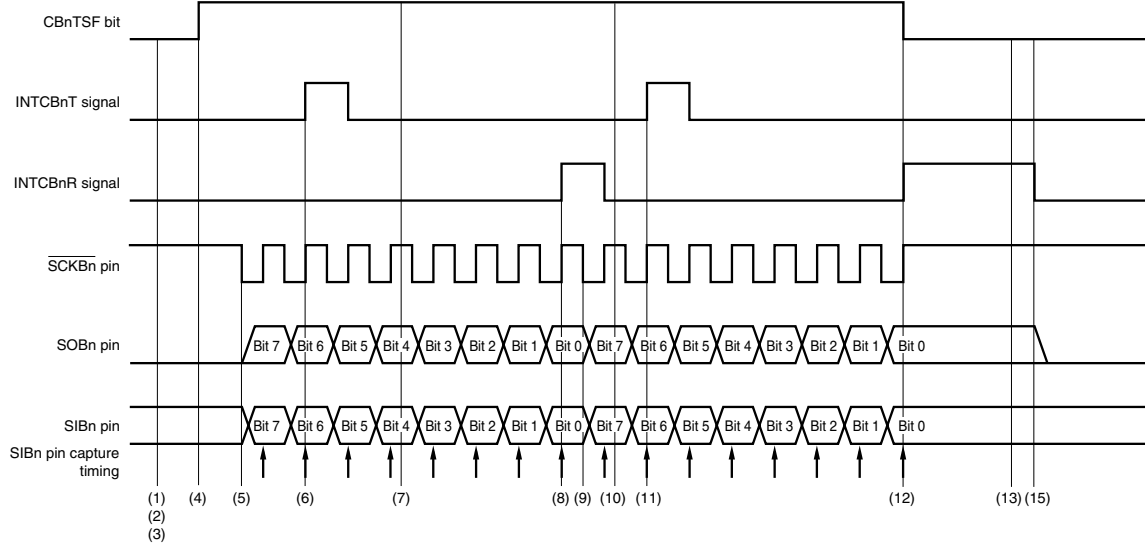 CBnTSF bit
INTCBnT signal
INTCBnR signal
SCKBn pin
SOBn pin
Bit 7 Bit 6 Bit 5 Bit 4 Bit 3 Bit 2 Bit 1 Bit 0 Bit 7 Bit 6 Bit 5 Bit 4 Bit 3 Bit 2 Bit 1 Bit 0
SIBn pin
Bit 7 Bit 6 Bit 5 Bit 4 Bit 3 Bit 2 Bit 1 Bit 0 Bit 7 Bit 6 Bit 5 Bit 4 Bit 3 Bit 2 Bit 1 Bit 0
SIBn pin capture
timing
(1) (4) (5) (6) (7) (8) (9) (10) (11) (12) (13) (15)
(2)
(3)